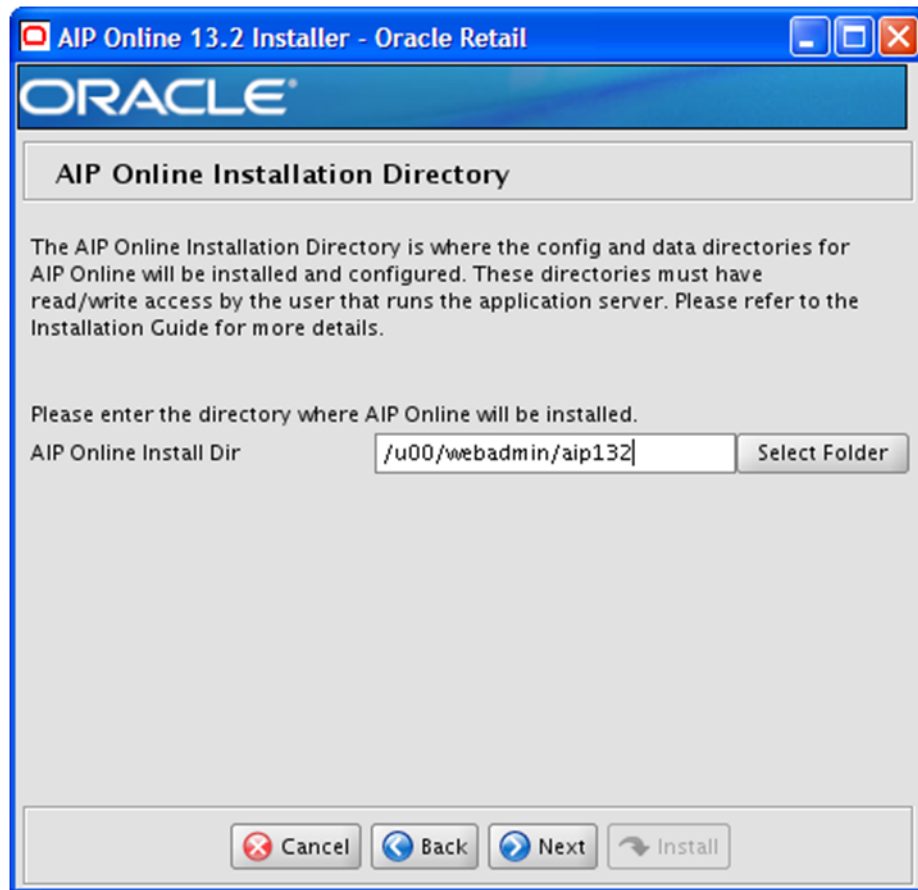 AIP Online 13.2 Installer - Oracle Retail
ORACLE®
AIP Online Installation Directory
The AIP Online Installation Directory is where the config and data directories for
AIP Online will be installed and configured. These directories must have
read/write access by the user that runs the application server. Please refer to the
Installation Guide for more details.
Please enter the directory where AIP Online will be installed.
AIP Online Install Dir /u00/webadmin/aip132 Select Folder
Cancel Back Next Install